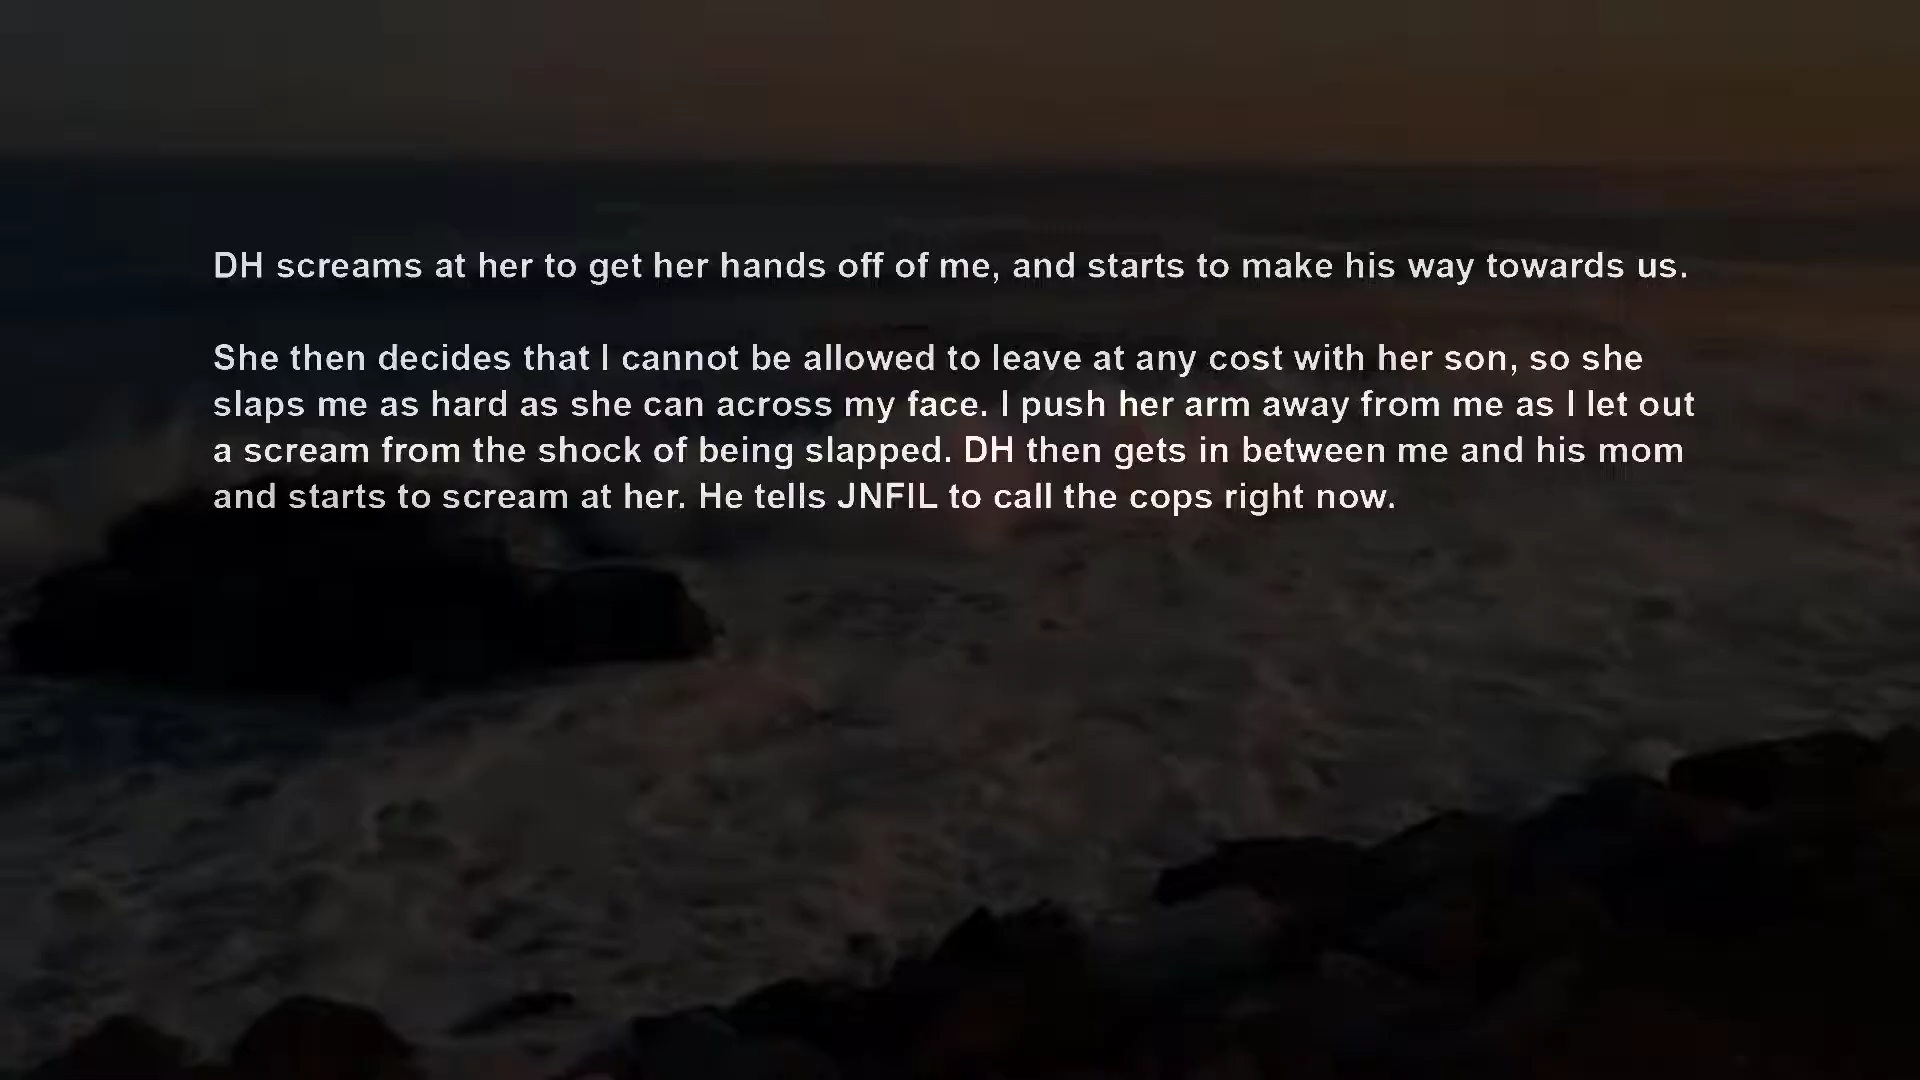 DH screams at her to get her hands off of me, and starts to make his way towards us.
She then decides that I cannot be allowed to leave at any cost with her son, so she
slaps me as hard as she can across my face. I push her arm away from me as I let out
a scream from the shock of being slapped. DH then gets in between me and his mom
and starts to scream at her. He tells JNFIL to call the cops right now.